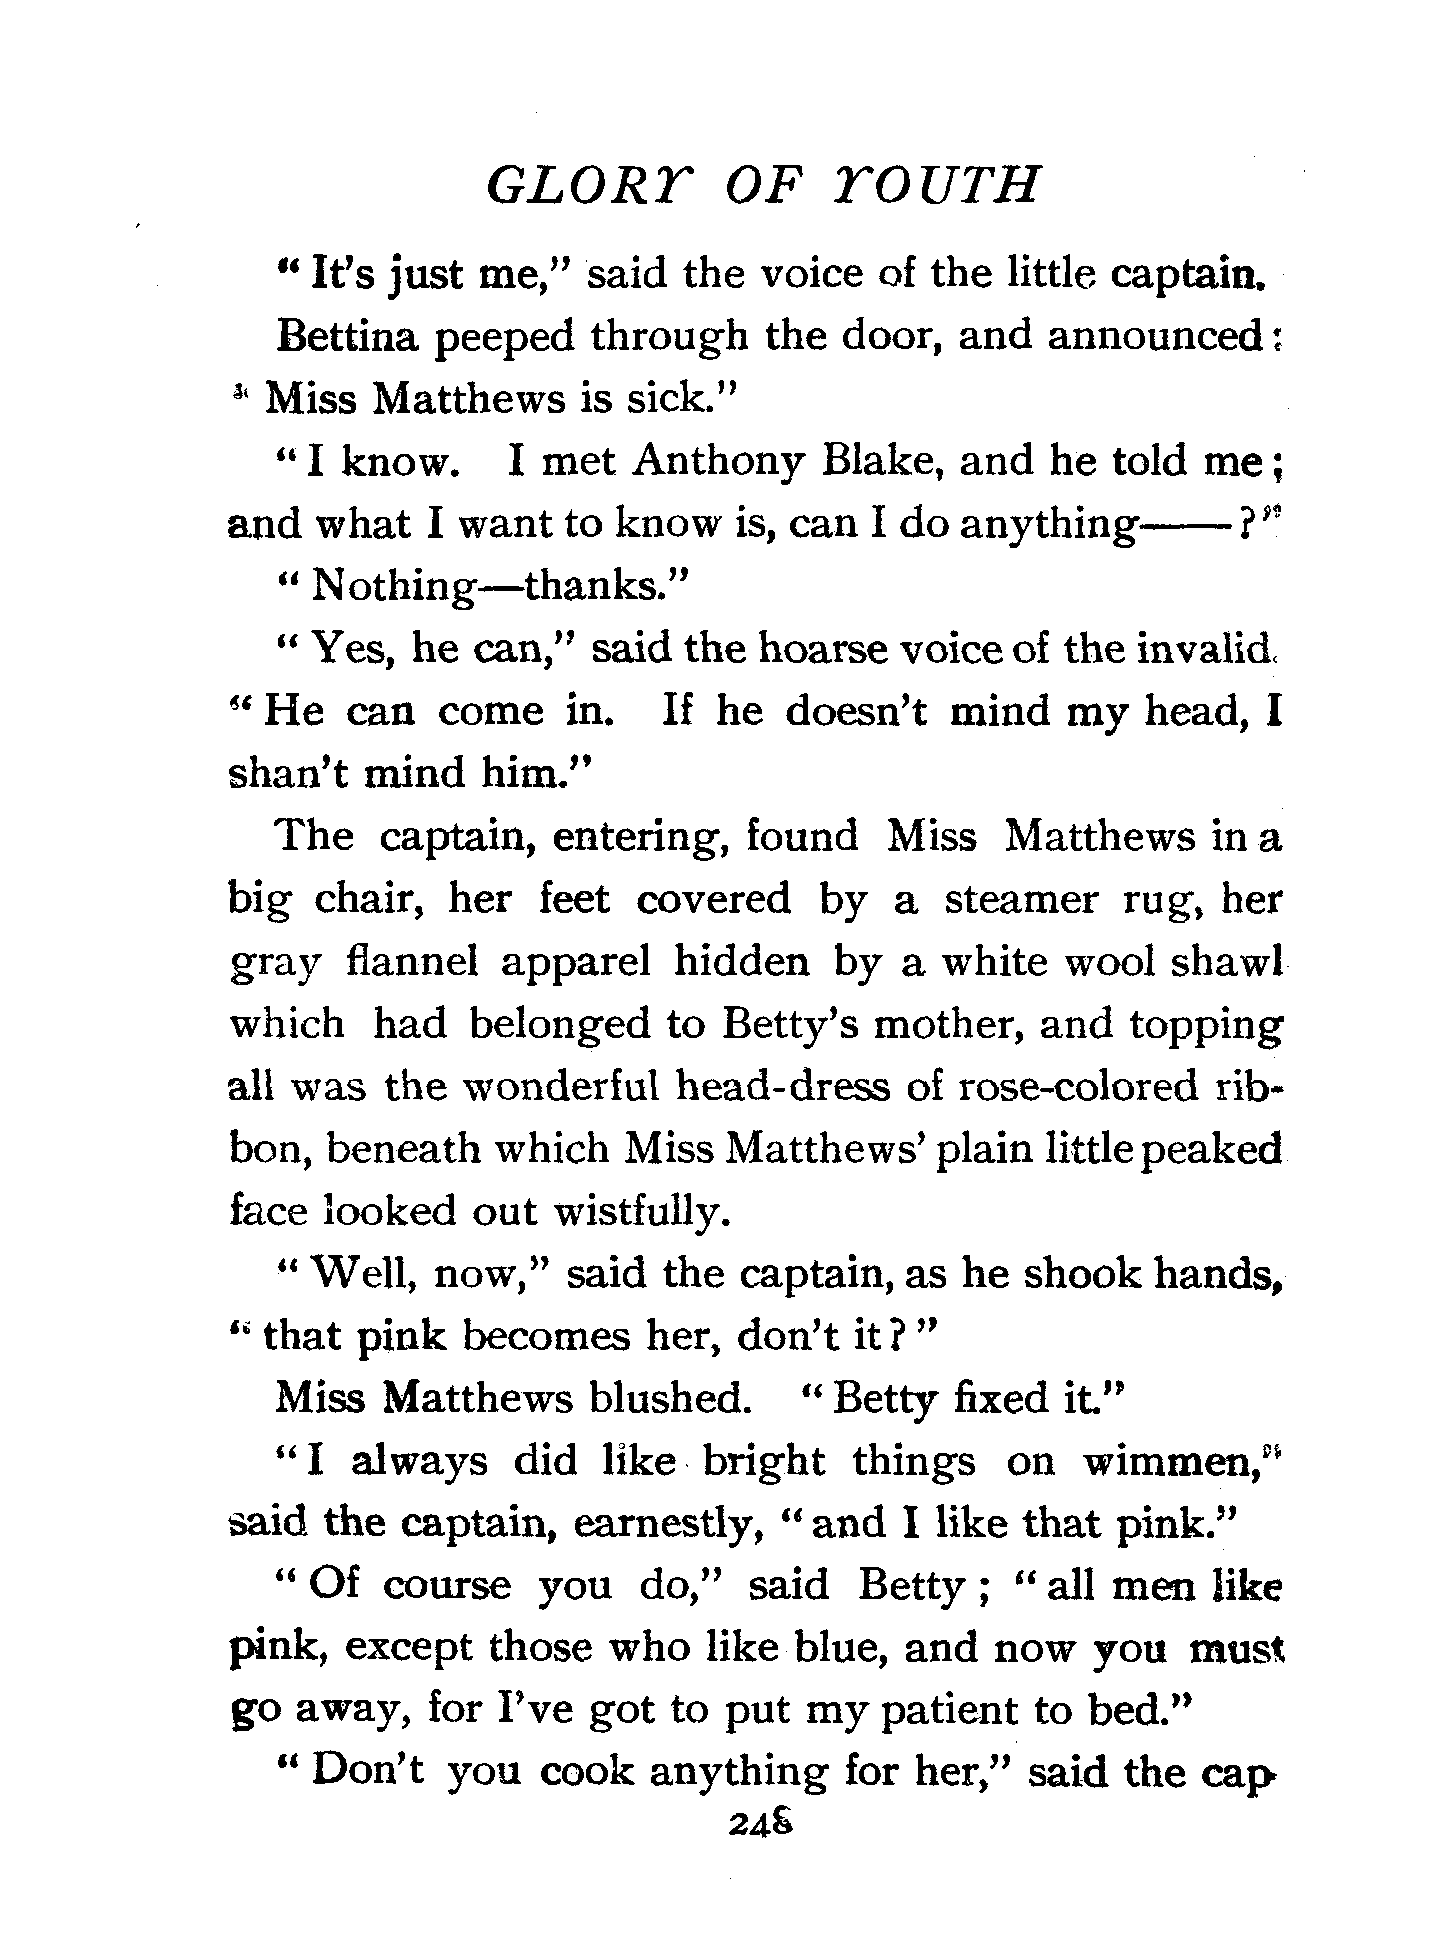 GLORY OF YOUTH
“It's just me,” said the voice of the little captain.
Bettina peeped through the door, and announced:
“Miss Matthews is sick.”
“I know. I met Anthony Blake, and he told me;
and what I want to know is, can I do anything——?”
“Nothing—thanks.”
“Yes, he can,” said the hoarse voice of the invalid.
“He can come in. If he doesn't mind my head, I
shan't mind him.”
The captain, entering, found Miss Matthews in a
big chair, her feet covered by a steamer rug, her
gray flannel apparel hidden by a white wool shawl
which had belonged to Betty's mother, and topping
all was the wonderful head-dress of rose-colored rib-
bon, beneath which Miss Matthews' plain little peaked
face looked out wistfully.
“Well, now,” said the captain, as he shook hands,
“that pink becomes her, don't it?”
Miss Matthews blushed. “Betty fixed it.”
“I always did like bright things on wimmen,”
said the captain, earnestly, “and I like that pink.”
“Of course you do,” said Betty; “all men like
pink, except those who like blue, and now you must
go away, for I've got to put my patient to bed.”
“Don't you cook anything for her,” said the cap-
248